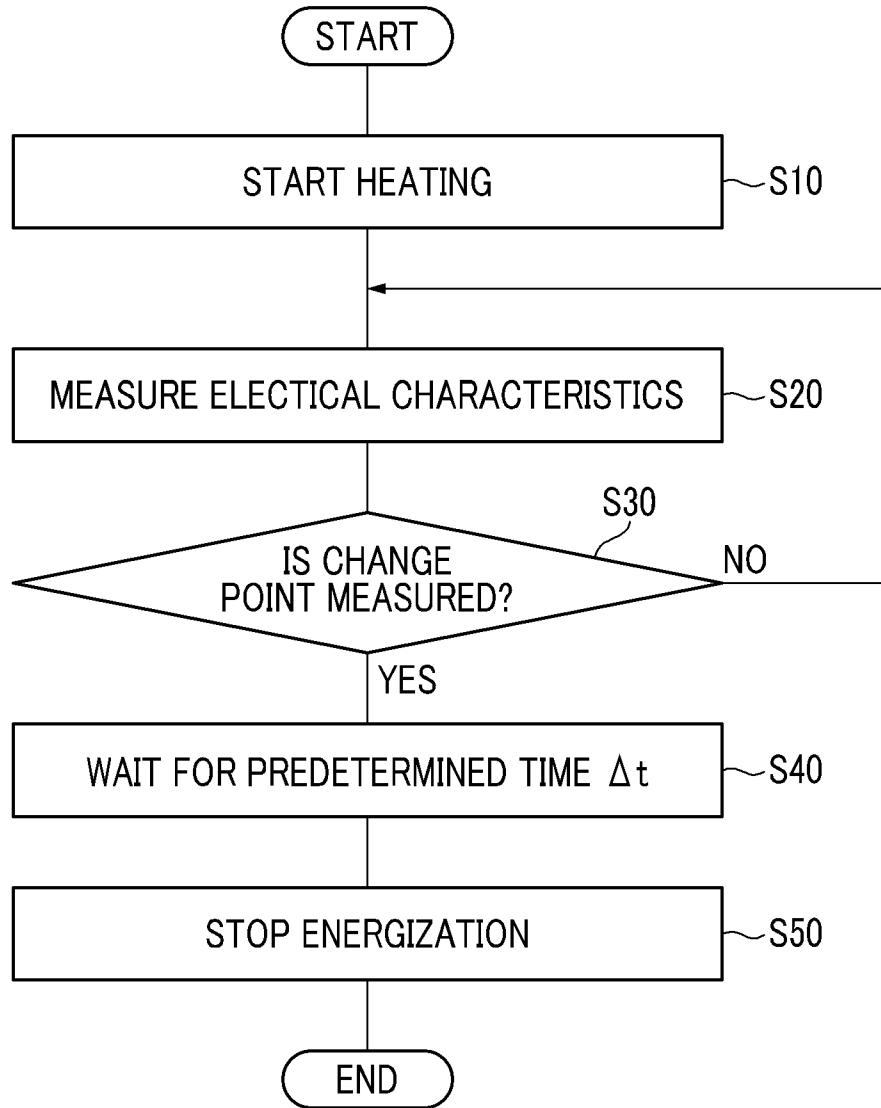 START
START HEATING
S10
MEASURE ELECTICAL CHARACTERISTICS
S20
S30
IS CHANGE
POINT MEASURED?
NO
YES
WAIT FOR PREDETERMINED TIME Δt
S40
STOP ENERGIZATION
S50
END